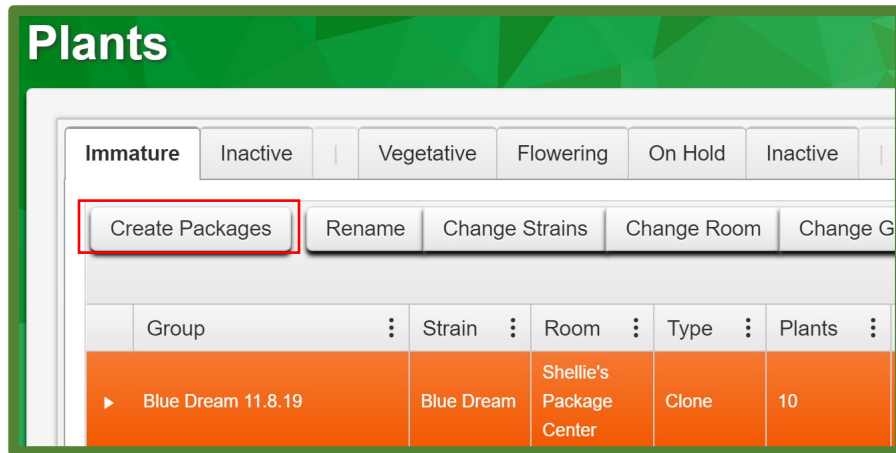 Plants
Immature Inactive | Vegetative Flowering On Hold Inactive |
Create Packages Rename Change Strains Change Room Change G
Group Strain Room Type Plants
Blue Dream 11.8.19 Blue Dream Shellie's Package Center Clone 10